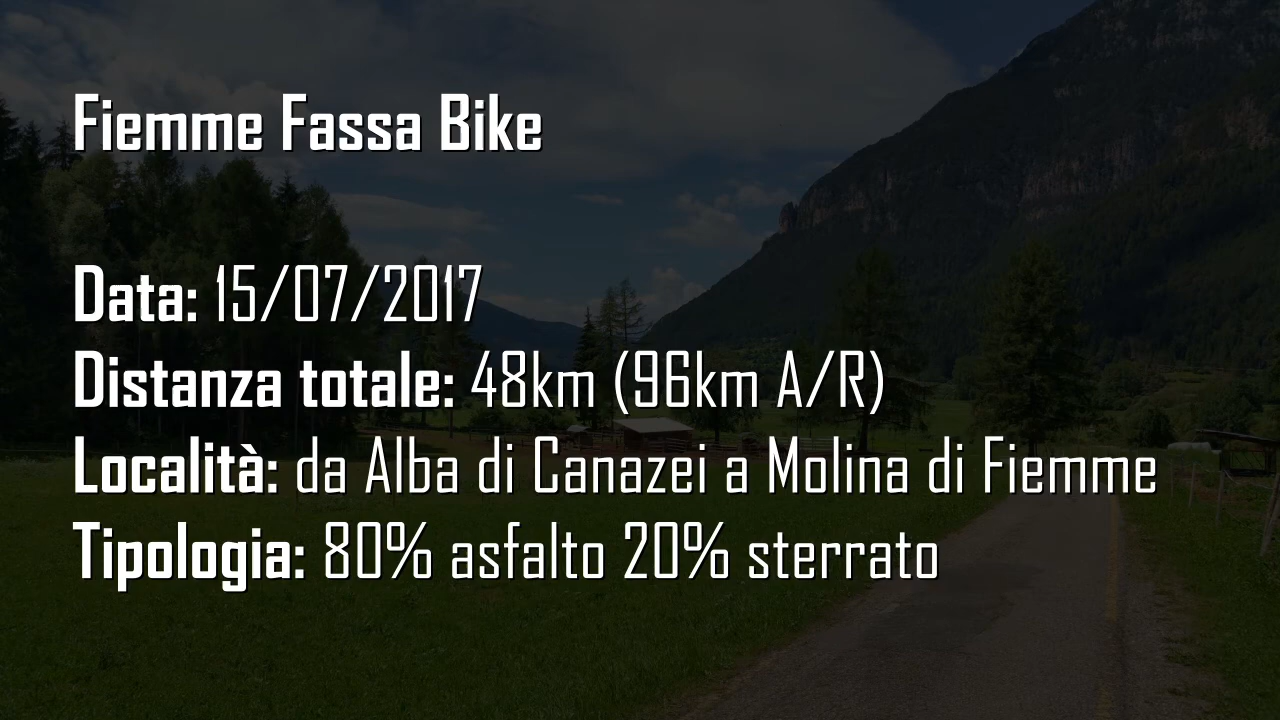 Fiemme Fassa Bike
Data: 15/07/2017
Distanza totale: 48km (96km A/R)
Località: da Alba di Canazei a Molina di Fiemme
Tipologia: 80% asfalto 20% sterrato